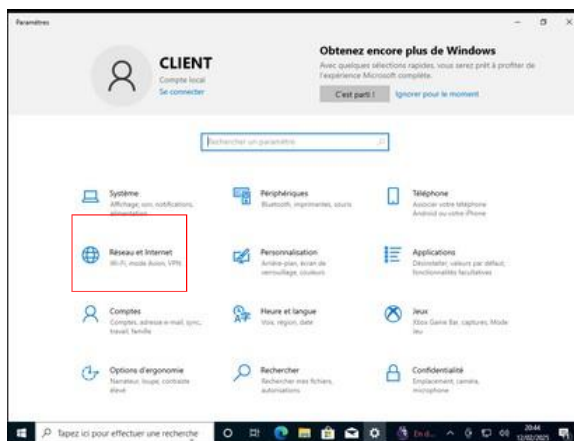 Paramètres
CLIENT
Compte local
Se connecter
Obtenez encore plus de Windows
Avec quelques sélections rapides, vous serez prêt à profiter de
l'expérience Microsoft complète.
C'est parti !
Ignorer pour le moment
Rechercher un paramètre
Système
Affichage, son, notifications,
alimentation
Périphériques
Bluetooth, imprimantes, souris
Téléphone
Associer votre téléphone
Android ou votre iPhone
Réseau et Internet
Wi-Fi, mode Avion, VPN
Personnalisation
Arrière-plan, écran de
verrouillage, couleurs
Applications
Désinstaller, valeurs par défaut,
fonctionnalités facultatives
Comptes
Comptes, adresse e-mail, sync.,
travail, famille
Heure et langue
Voix, région, date
Jeux
Xbox Game Bar, captures, Mode
Jeu
Options d'ergonomie
Narrateur, loupe, contraste
élevé
Rechercher
Rechercher mes fichiers,
autorisations
Confidentialité
Emplacement, caméra,
microphone
Tapez ici pour effectuer une recherche
20:44
12/02/2025